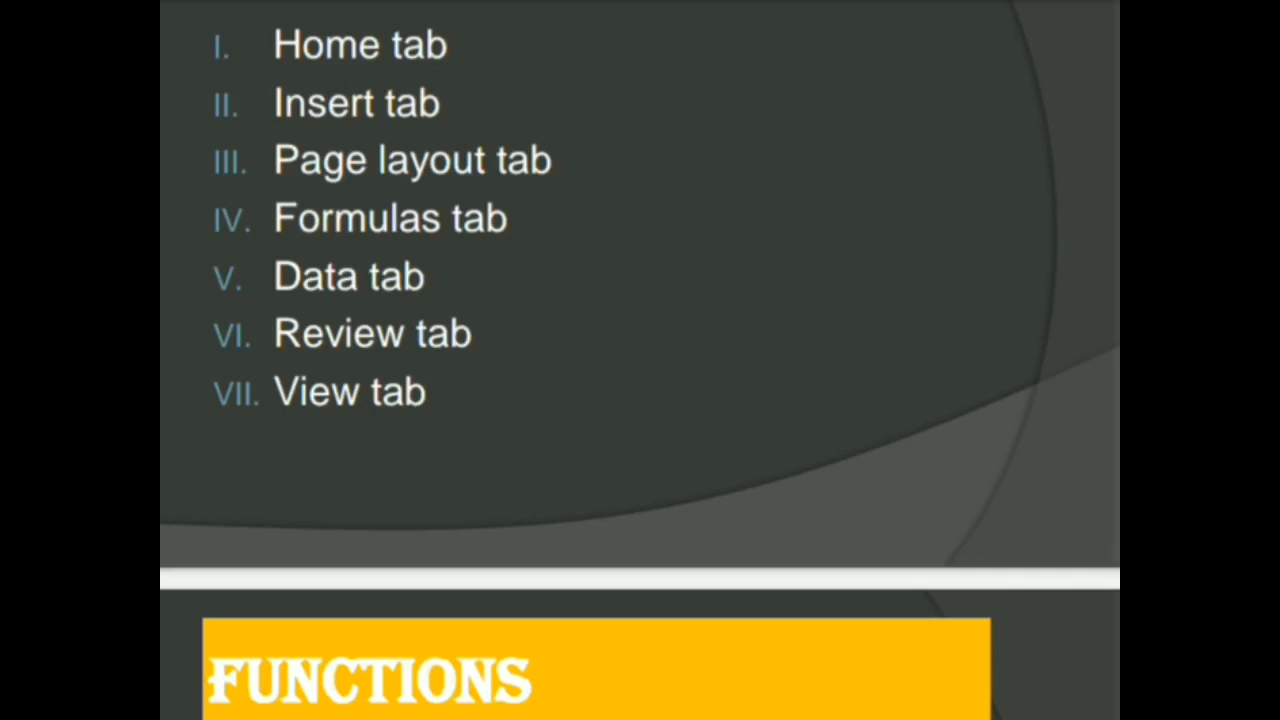 I. Home tab
II. Insert tab
III. Page layout tab
IV. Formulas tab
V. Data tab
VI. Review tab
VII. View tab
FUNCTIONS